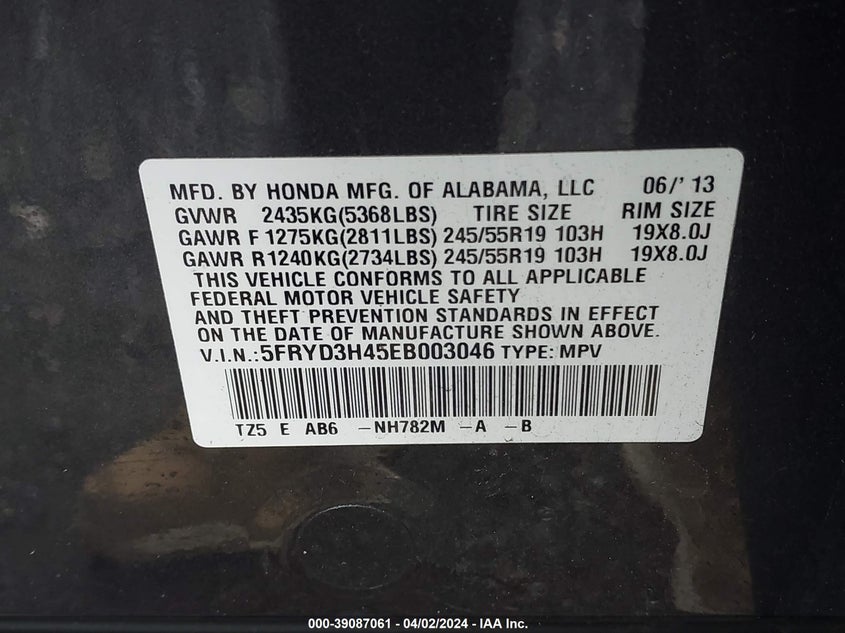 MFD. BY HONDA MFG. OF ALABAMA, LLC 06/' 13
GVWR 2435KG(5368LBS) TIRE SIZE RIM SIZE
GAWR F 1275KG(2811LBS) 245/55R19 103H 19X8.0J
GAWR R1240KG(2734LBS) 245/55R19 103H 19X8.0J
THIS VEHICLE CONFORMS TO ALL APPLICABLE
FEDERAL MOTOR VEHICLE SAFETY
AND THEFT PREVENTION STANDARDS IN EFFECT
ON THE DATE OF MANUFACTURE SHOWN ABOVE.
V.I.N.:5FRYD3H45EB003046 TYPE: MPV
TZ5 E AB6 -NH782M -A -B
000-39087061 - 04/02/2024 - IAA Inc.